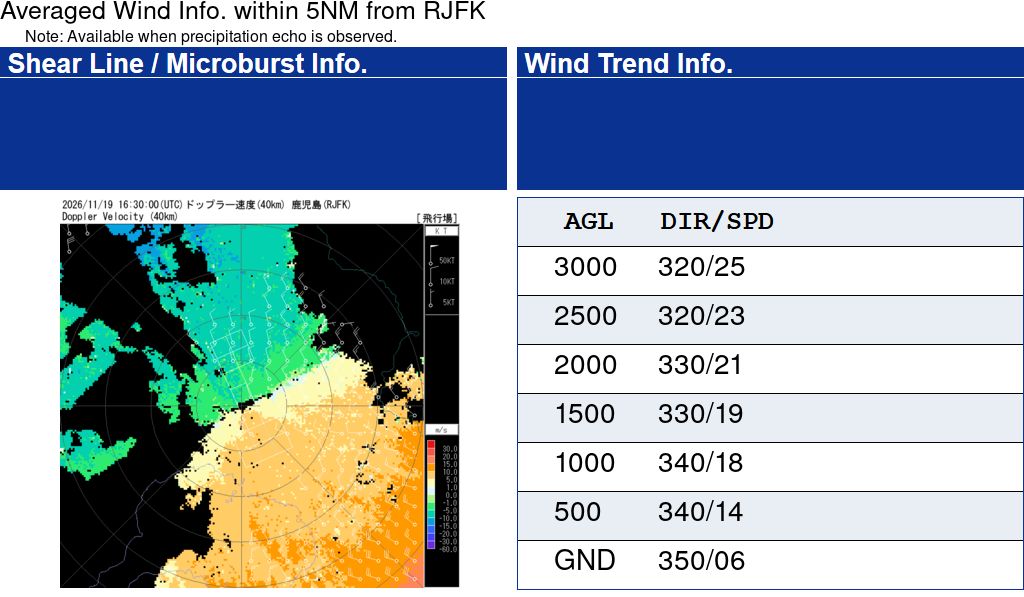 Averaged Wind Info. within 5NM from RJFK
Note: Available when precipitation echo is observed.
Shear Line / Microburst Info.
Wind Trend Info.
2026/11/19 16:30:00(UTC) ドップラー速度(40km) 鹿児島(RJFK)
Doppler Velocity (40km)
[飛行場]
KT
50KT
10KT
5KT
m/s
30.0
20.0
15.0
10.0
5.0
1.0
0.0
-1.0
-5.0
-10.0
-15.0
-20.0
-30.0
-60.0
AGL DIR/SPD
3000 320/25
2500 320/23
2000 330/21
1500 330/19
1000 340/18
500 340/14
GND 350/06